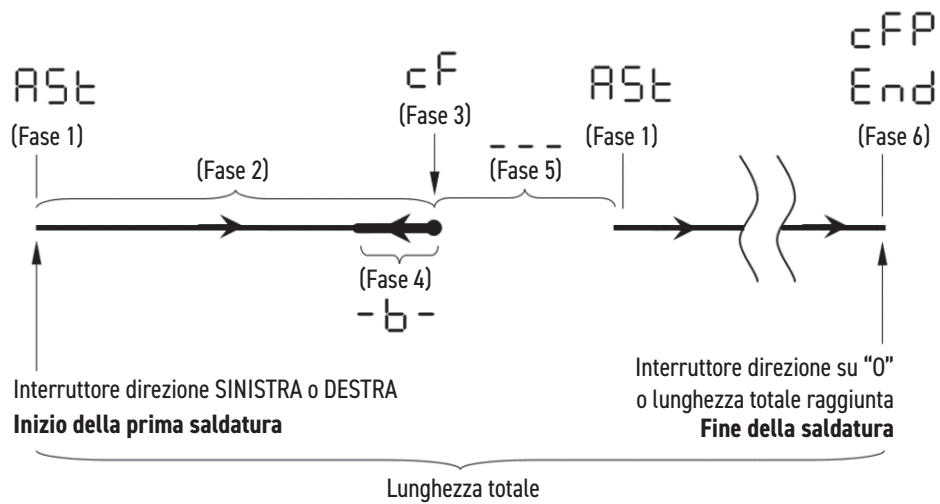 cFP
ASt
cF
ASt
End
(Fase 1)
(Fase 3)
(Fase 1)
(Fase 6)
(Fase 2)
- - -
(Fase 5)
(Fase 4)
-b-
Interruttore direzione SINISTRA o DESTRA
Inizio della prima saldatura
Interruttore direzione su “0”
o lunghezza totale raggiunta
Fine della saldatura
Lunghezza totale